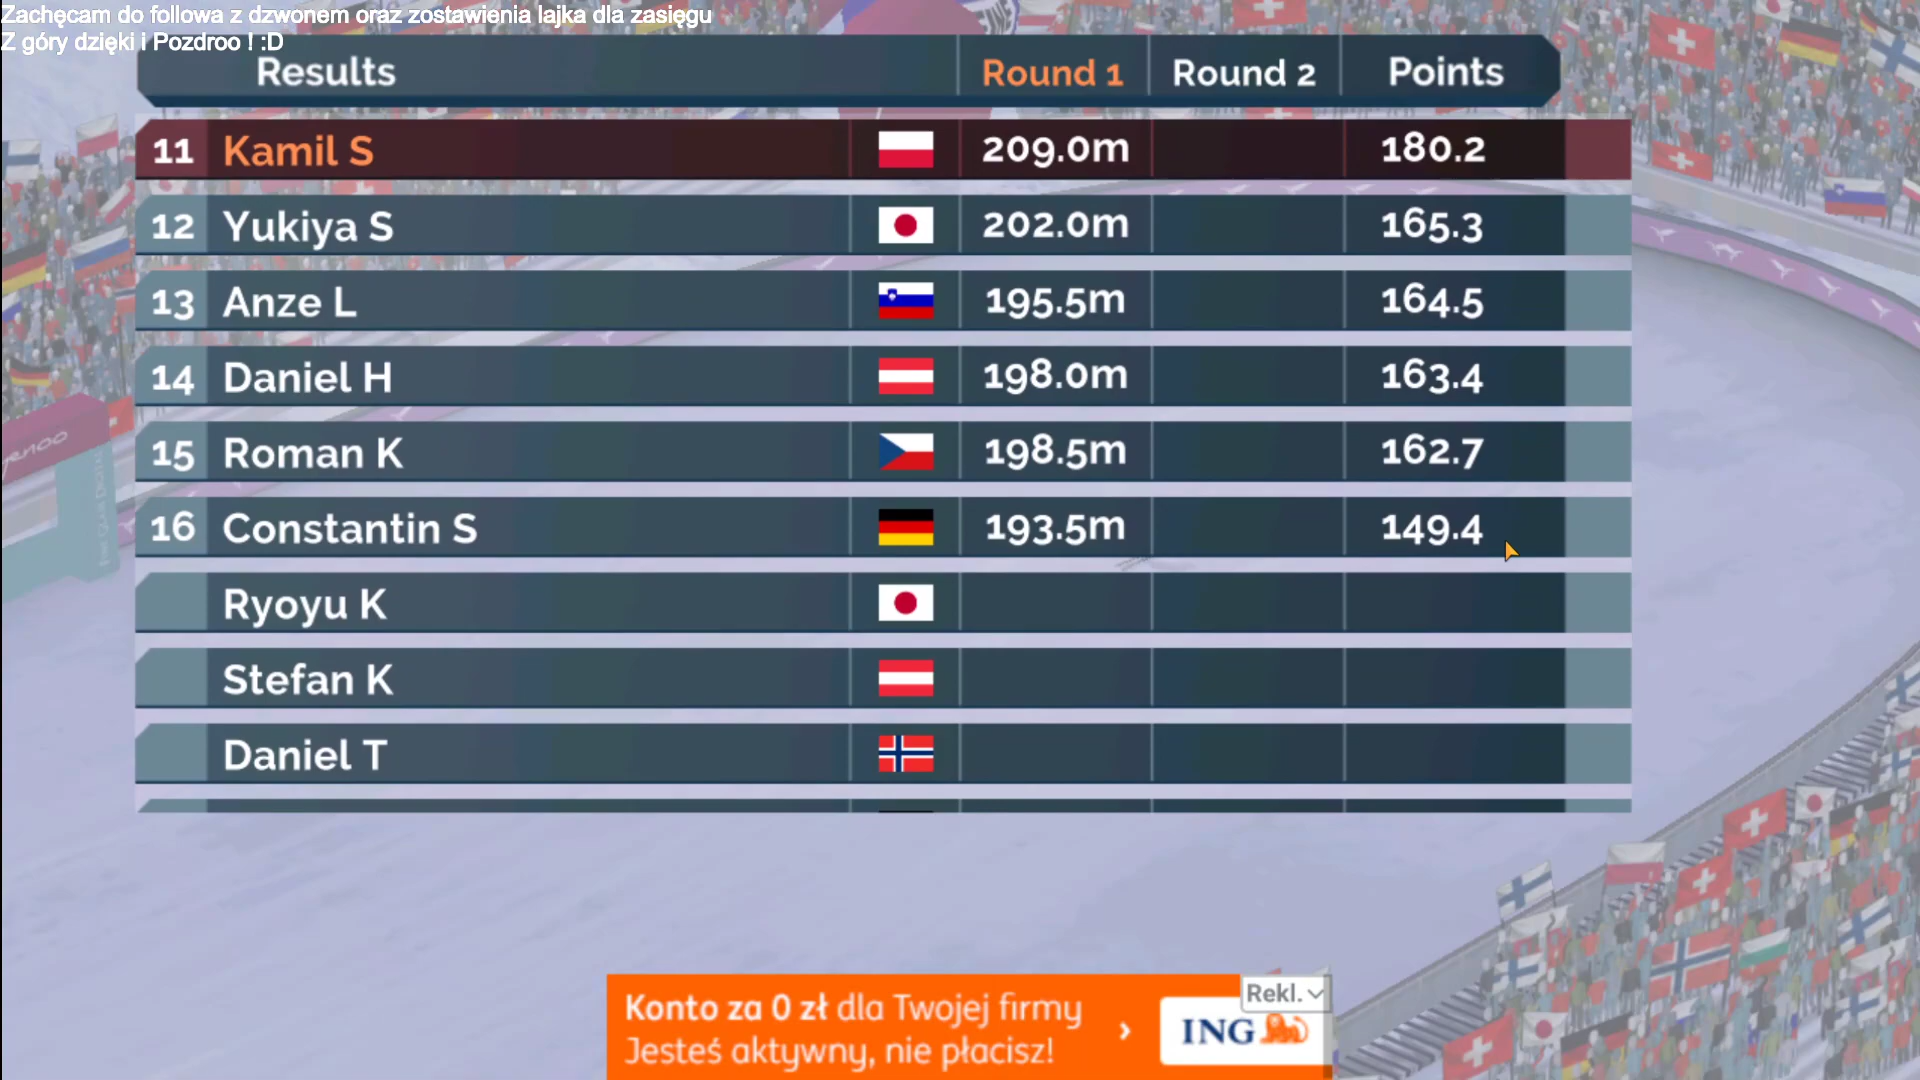 Zachęcam do followa z dzwonem oraz zostawienia lajka dla zasięgu
Z góry dzięki i Pozdroo ! :D
Results Round 1 Round 2 Points
11 Kamil S 209.0m 180.2
12 Yukiya S 202.0m 165.3
13 Anze L 195.5m 164.5
14 Daniel H 198.0m 163.4
15 Roman K 198.5m 162.7
16 Constantin S 193.5m 149.4
Ryoyu K
Stefan K
Daniel T
Rekl.
Konto za 0 zł dla Twojej firmy
Jesteś aktywny, nie płacisz!
ING